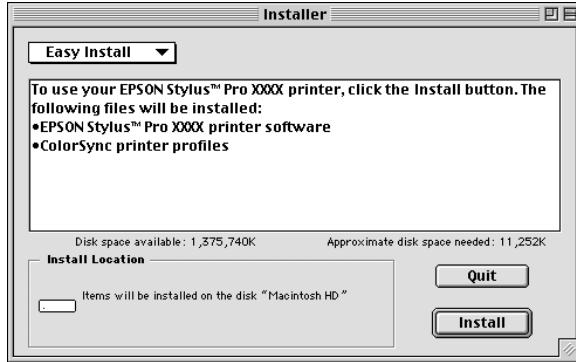 Installer
Easy Install
To use your EPSON Stylus™ Pro XXXX printer, click the Install button. The
following files will be installed:
•EPSON Stylus™ Pro XXXX printer software
•ColorSync printer profiles
Disk space available: 1,375,740K
Approximate disk space needed: 11,252K
Install Location
Items will be installed on the disk "Macintosh HD"
Quit
Install